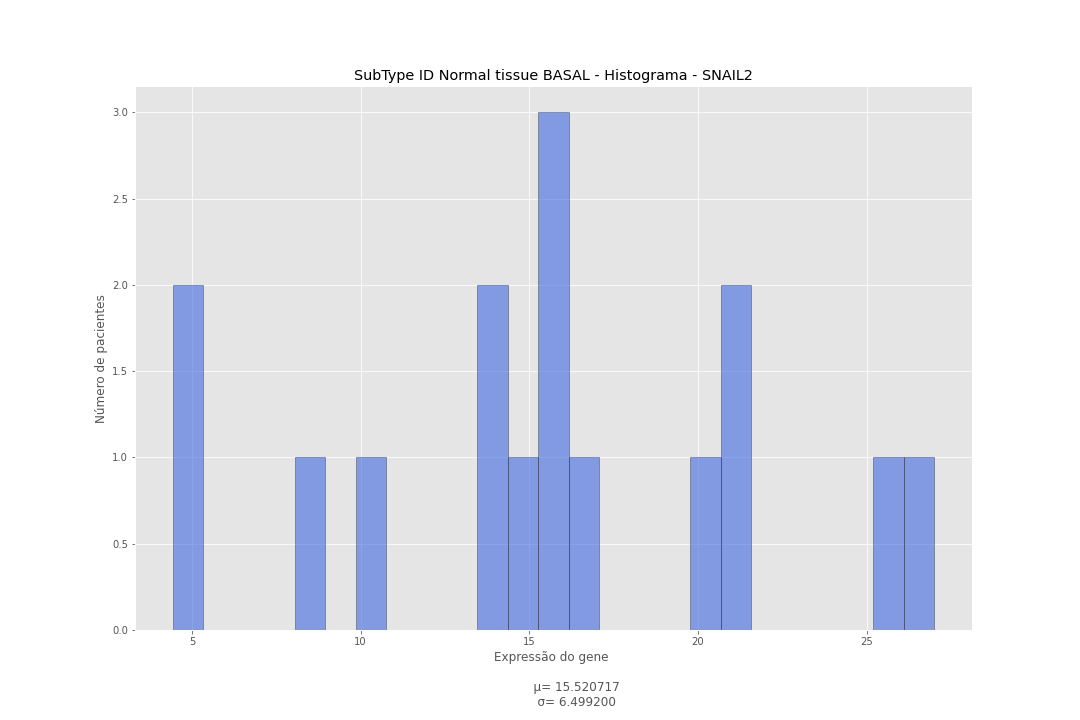 SubType ID Normal tissue BASAL - Histograma - SNAIL2
3.0
2.5
2.0
1.5
1.0
0.5
0.0
Número de pacientes
5
10
15
20
25
Expressão do gene
μ= 15.520717
σ= 6.499200